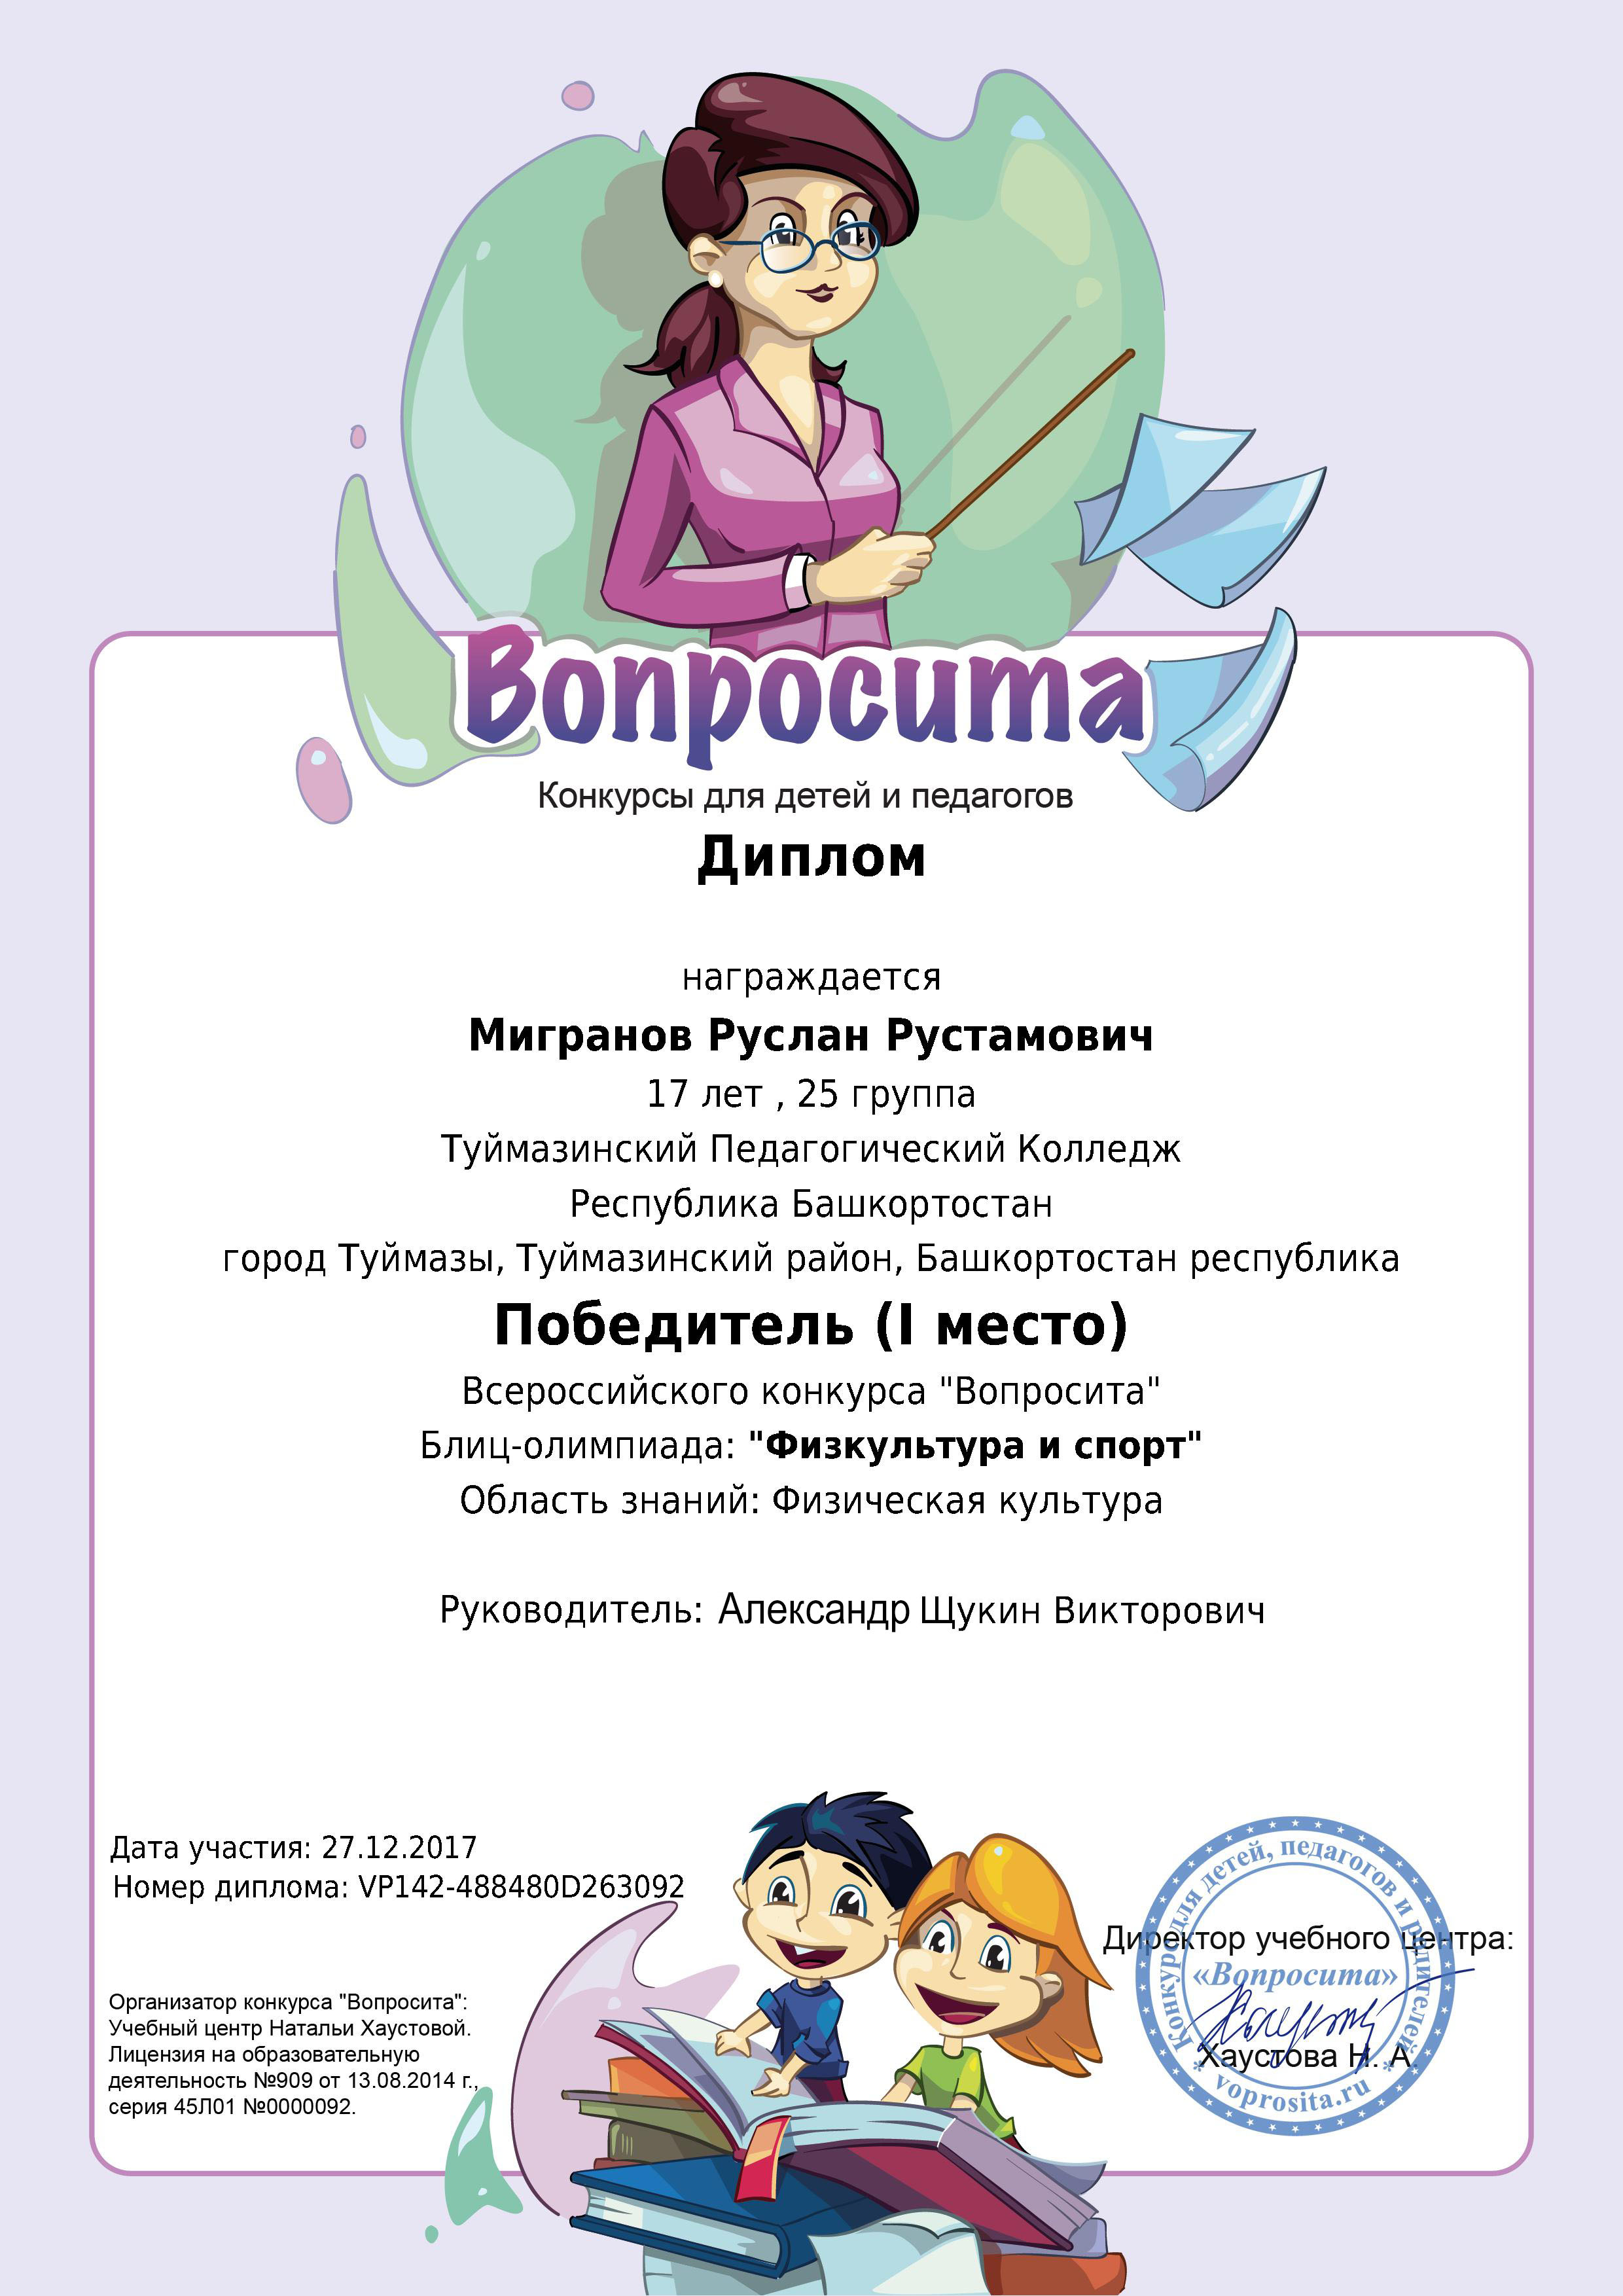 Вопросита
Конкурсы для детей и педагогов
Диплом
награждается
Мигранов Руслан Рустамович
17 лет , 25 группа
Туймазинский Педагогический Колледж
Республика Башкортостан
город Туймазы, Туймазинский район, Башкортостан республика
Победитель (I место)
Всероссийского конкурса "Вопросита"
Блиц-олимпиада: "Физкультура и спорт"
Область знаний: Физическая культура
Руководитель: Александр Щукин Викторович
Дата участия: 27.12.2017
Номер диплома: VP142-488480D263092
Организатор конкурса "Вопросита":
Учебный центр Натальи Хаустовой.
Лицензия на образовательную
деятельность №909 от 13.08.2014 г.,
серия 45Л01 №0000092.
Директор учебного центра:
Хаустова Н. А.
Конкурс для детей, педагогов и родителей
«Вопросита»
* voprosita.ru *